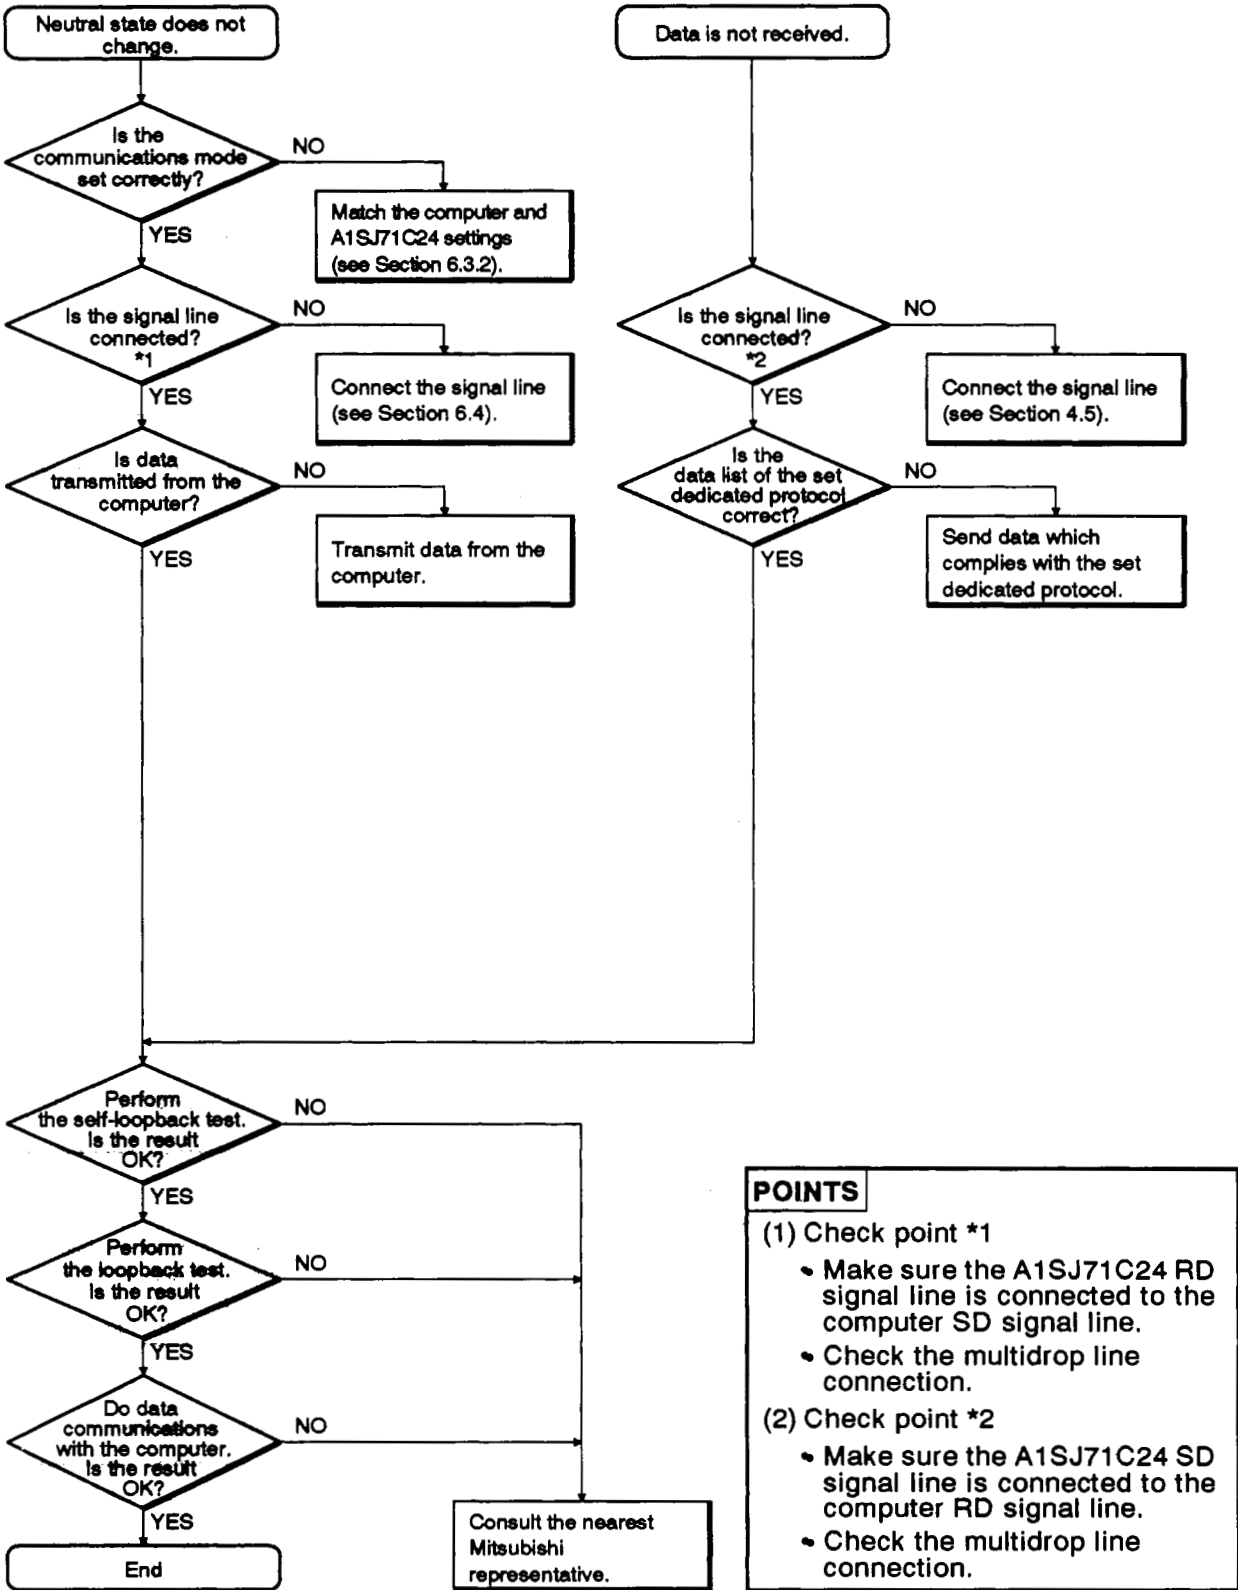 Neutral state does not
change.
Is the
communications mode
set correctly?
NO
YES
Match the computer and
A1SJ71C24 settings
(see Section 6.3.2).
Is the signal line
connected?
*1
NO
YES
Connect the signal line
(see Section 6.4).
Is data
transmitted from the
computer?
NO
YES
Transmit data from the
computer.
Data is not received.
Is the signal line
connected?
*2
NO
YES
Connect the signal line
(see Section 4.5).
Is the
data list of the set
dedicated protocol
correct?
NO
YES
Send data which
complies with the set
dedicated protocol.
Perform
the self-loopback test.
Is the result
OK?
NO
YES
Perform
the loopback test.
Is the result
OK?
NO
YES
Do data
communications
with the computer.
Is the result
OK?
NO
YES
End
Consult the nearest
Mitsubishi
representative.
POINTS
(1) Check point *1
• Make sure the A1SJ71C24 RD
signal line is connected to the
computer SD signal line.
• Check the multidrop line
connection.
(2) Check point *2
• Make sure the A1SJ71C24 SD
signal line is connected to the
computer RD signal line.
• Check the multidrop line
connection.